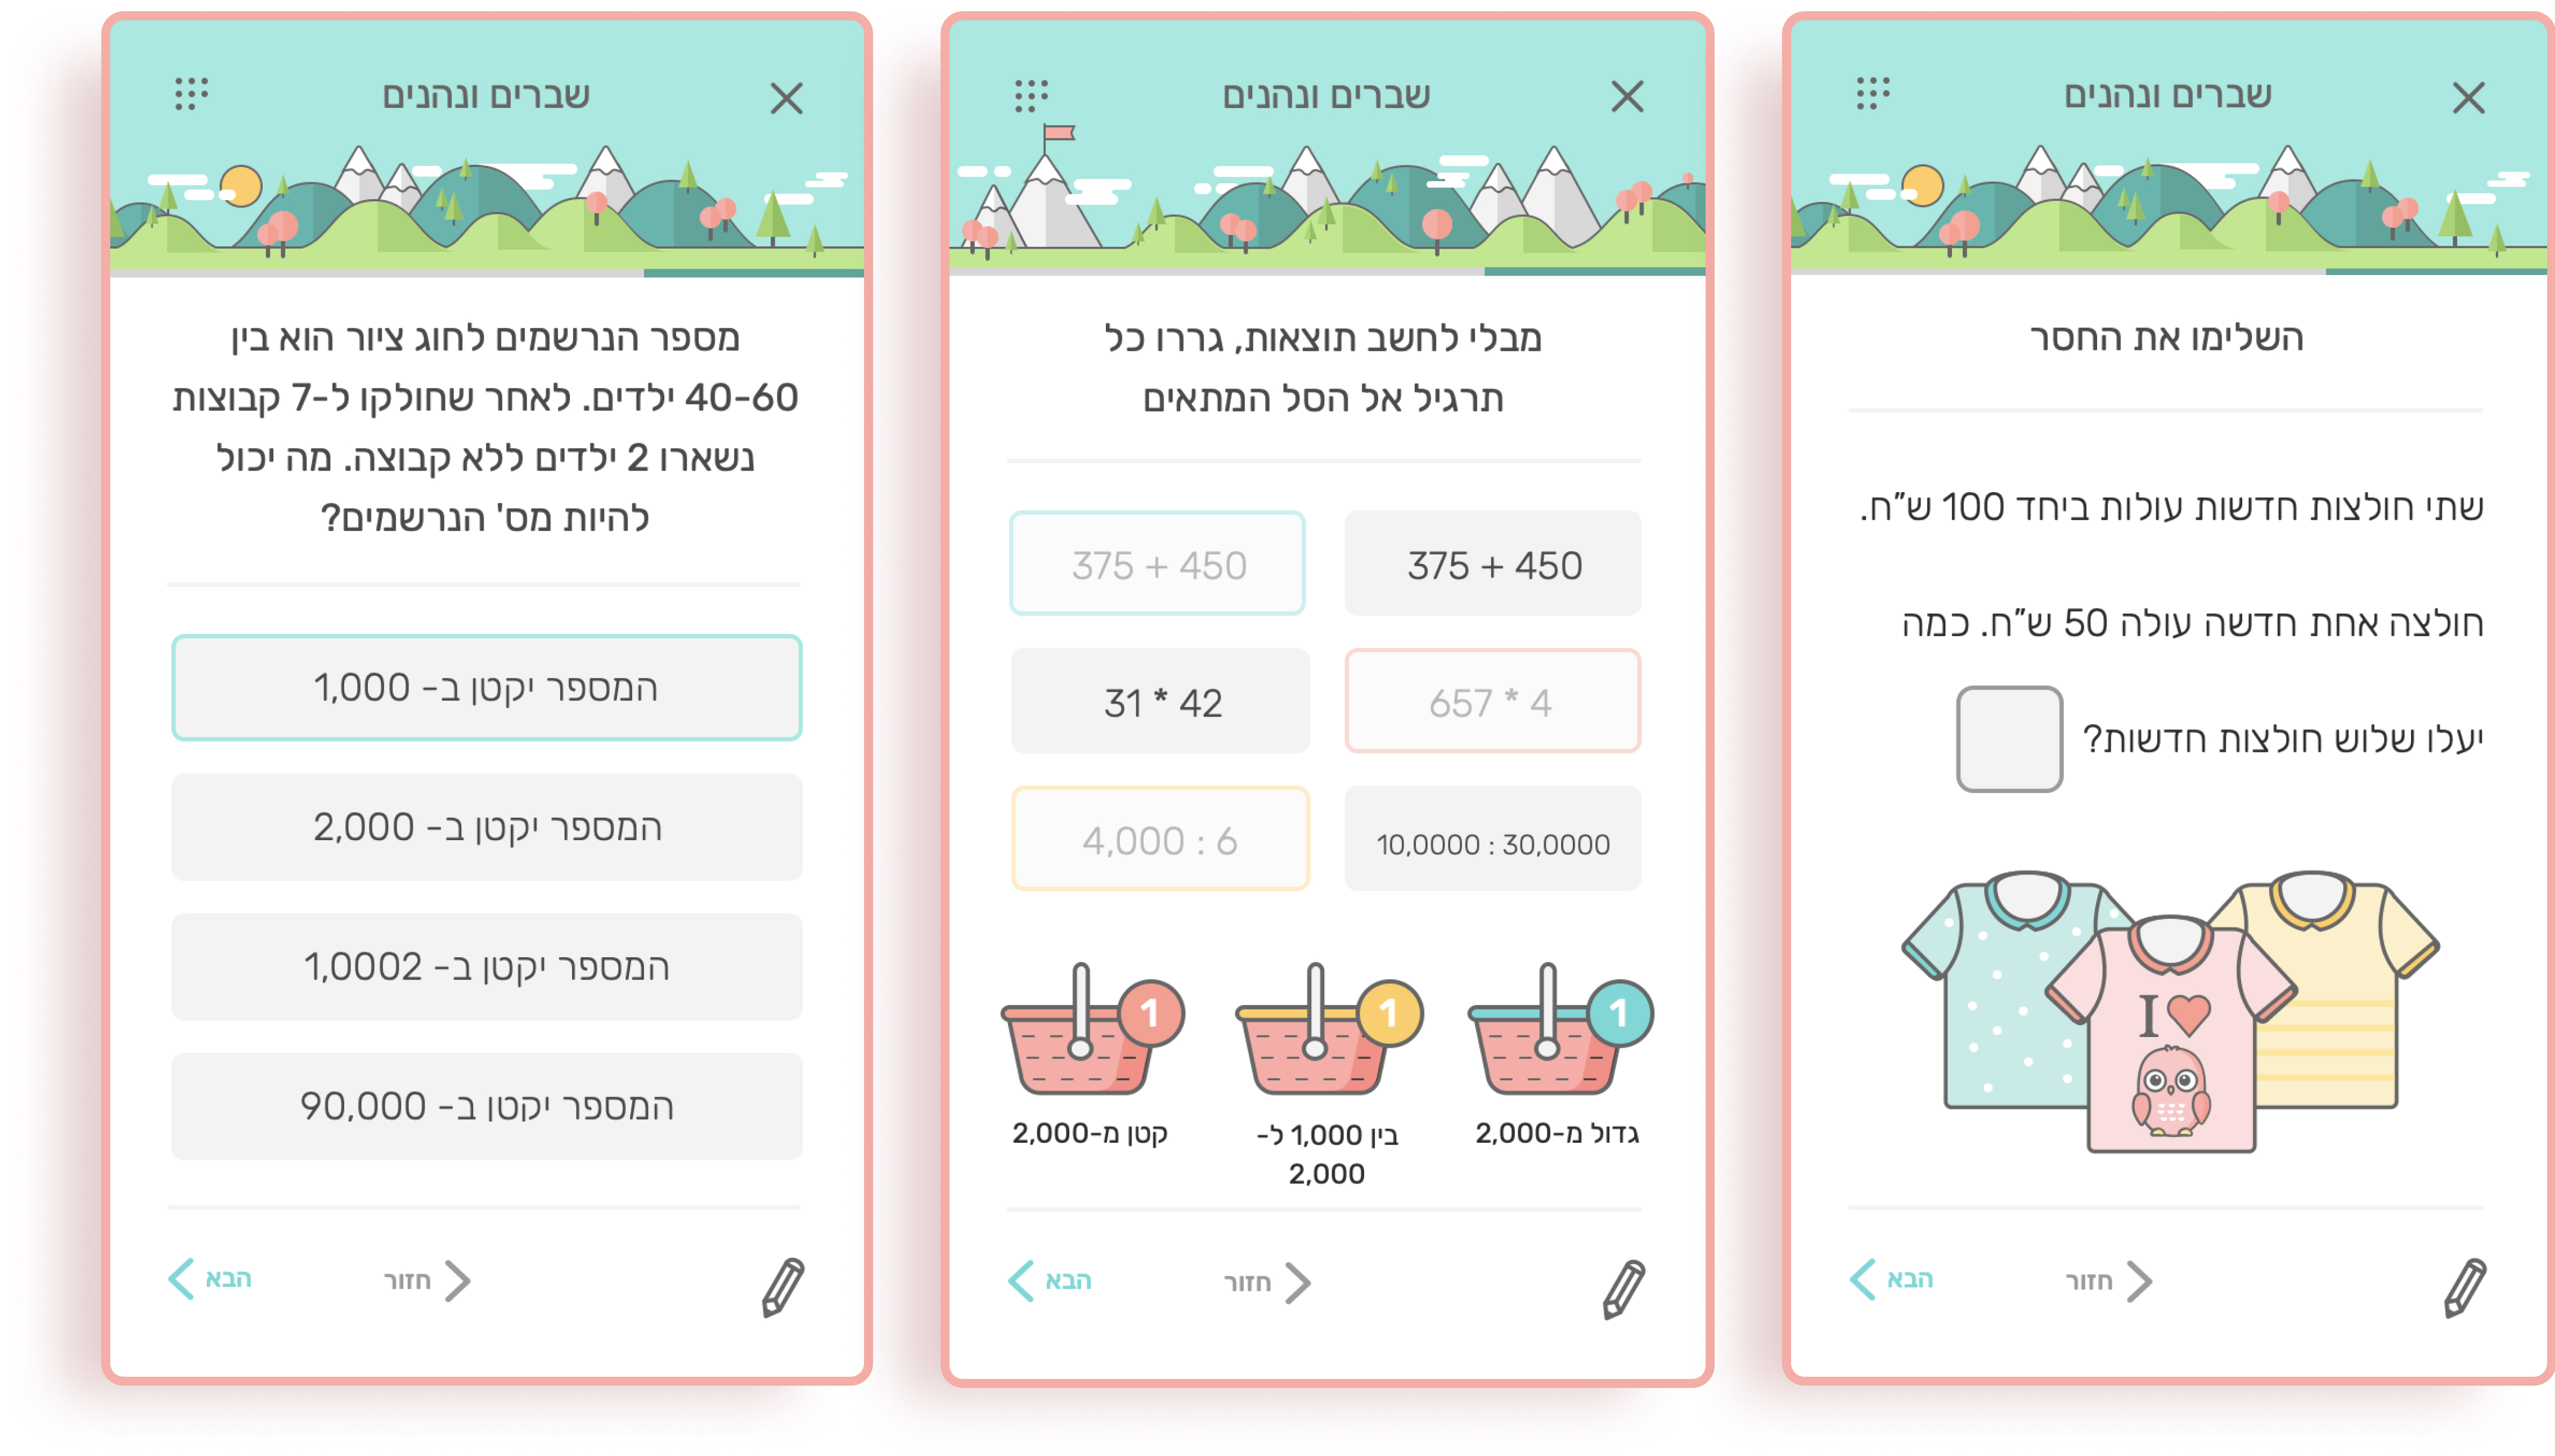 שברים ונהנים
מספר הנרשמים לחוג ציור הוא בין
40-60 ילדים. לאחר שחולקו ל-7 קבוצות
נשארו 2 ילדים ללא קבוצה. מה יכול
להיות מס' הנרשמים?
המספר יקטן ב- 1,000
המספר יקטן ב- 2,000
המספר יקטן ב- 1,0002
המספר יקטן ב- 90,000
חזור
הבא
שברים ונהנים
מבלי לחשב תוצאות, גררו כל
תרגיל אל הסל המתאים
375 + 450
375 + 450
657 * 4
31 * 42
10,0000 : 30,0000
4,000 : 6
1
1
1
גדול מ-2,000
בין 1,000 ל-
2,000
קטן מ-2,000
חזור
הבא
שברים ונהנים
השלימו את החסר
שתי חולצות חדשות עולות ביחד 100 ש״ח.
חולצה אחת חדשה עולה 50 ש״ח. כמה
יעלו שלוש חולצות חדשות?
I
חזור
הבא